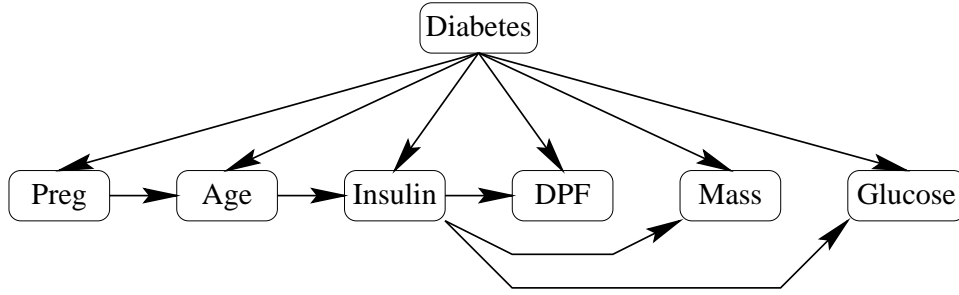 Diabetes
Preg
Age
Insulin
DPF
Mass
Glucose